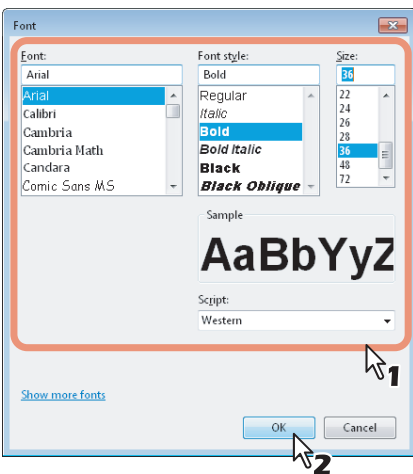 Font
Font: Font style: Size:
Arial Bold 36
Arial Regular 22
Calibri Italic 24
Cambria Bold 26
Cambria Math Bold Italic 28
Candara Black 36
Comic Sans MS Black Oblique 48
72
Sample
AaBbYyZ
Script:
Western
1
Show more fonts
OK Cancel
2